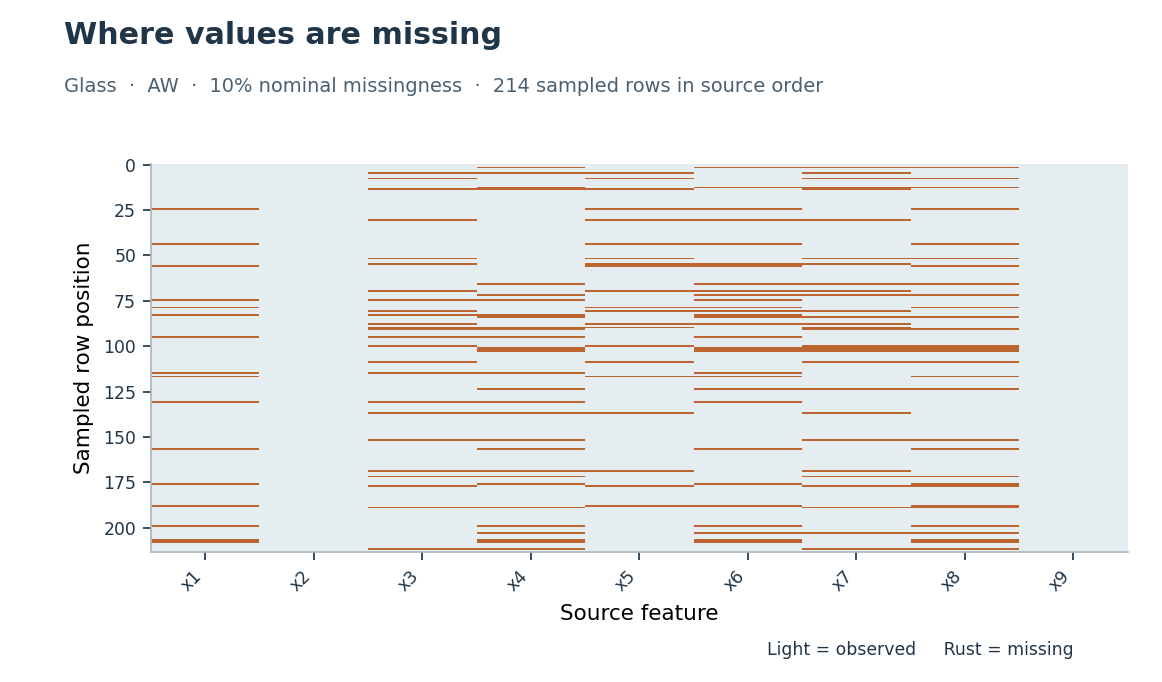 Where values are missing
Glass · AW · 10% nominal missingness · 214 sampled rows in source order
0
25
50
75
100
125
150
175
200
Sampled row position
x1 x2 x3 x4 x5 x6 x7 x8 x9
Source feature
Light = observed Rust = missing